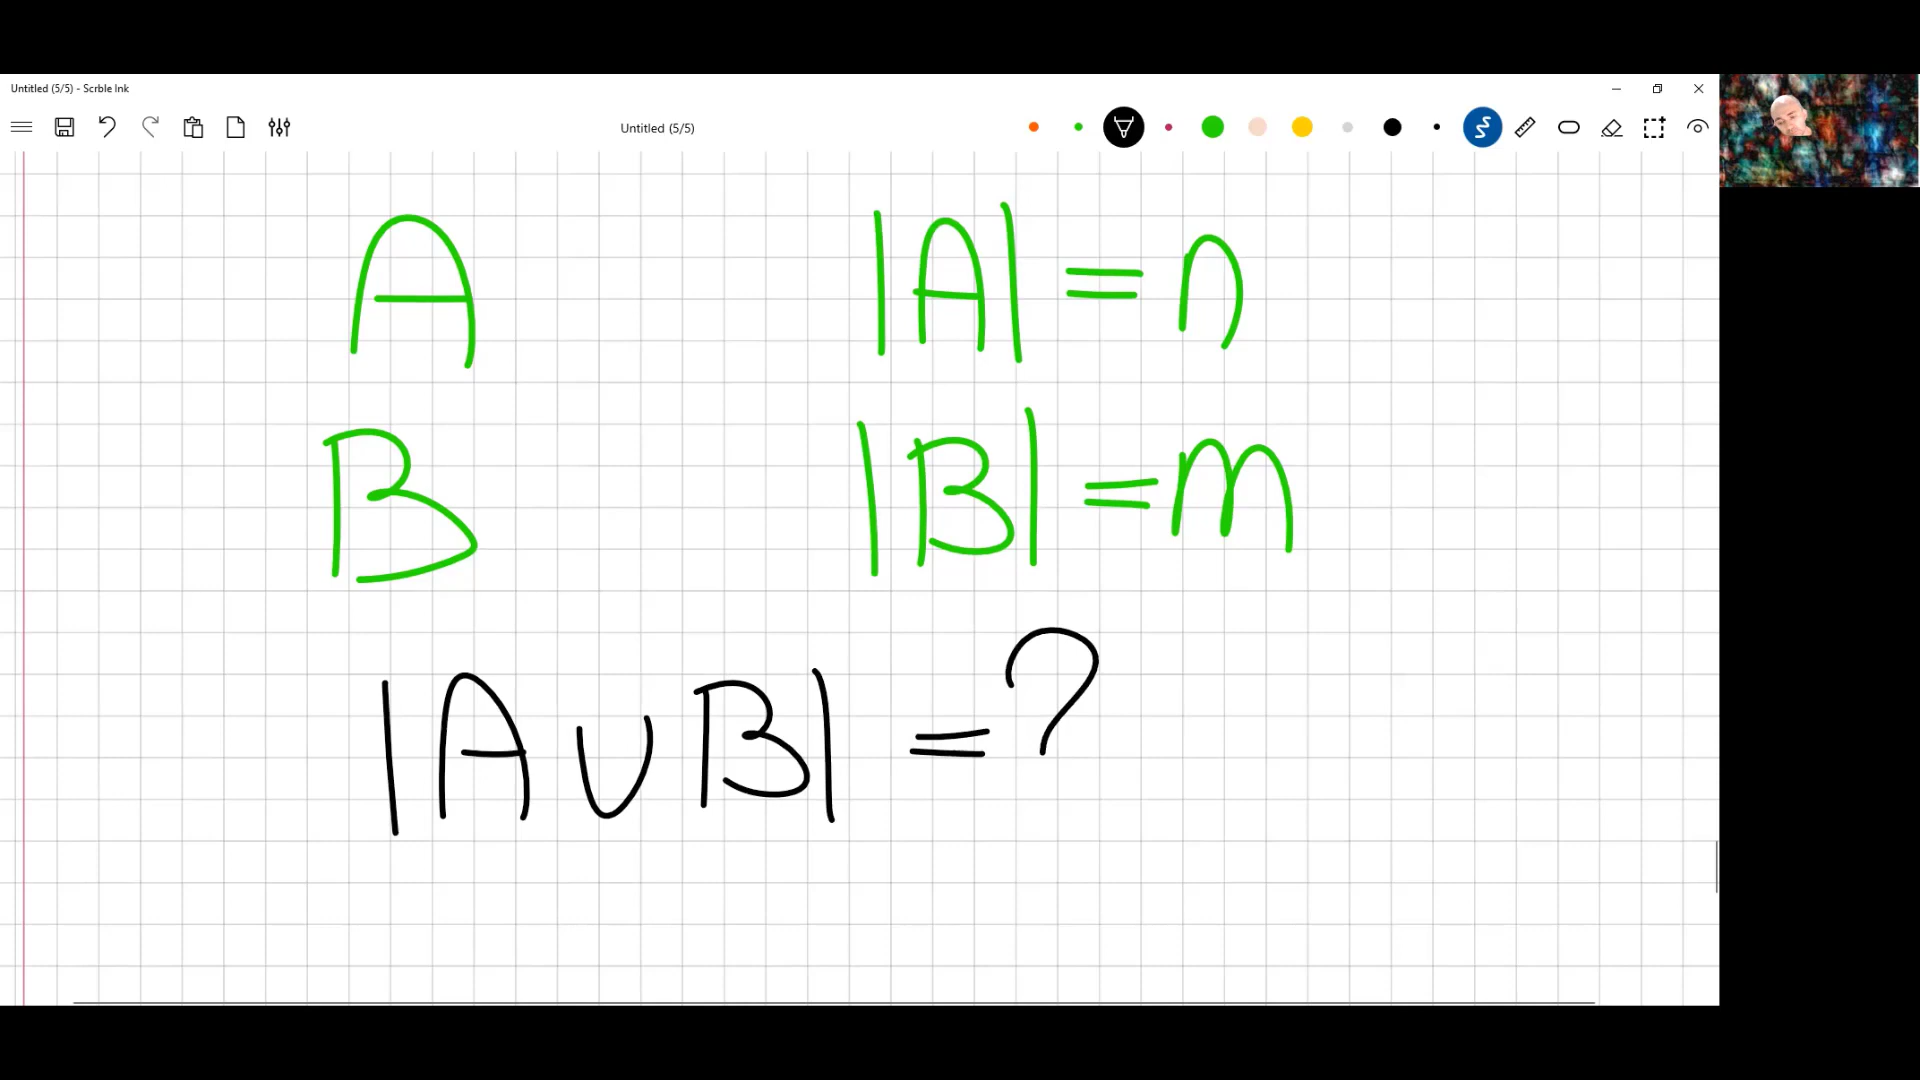 Untitled (5/5) - Scrble Ink
Untitled (5/5)
A |A| = n
B |B| = m
|A ∪ B| = ?